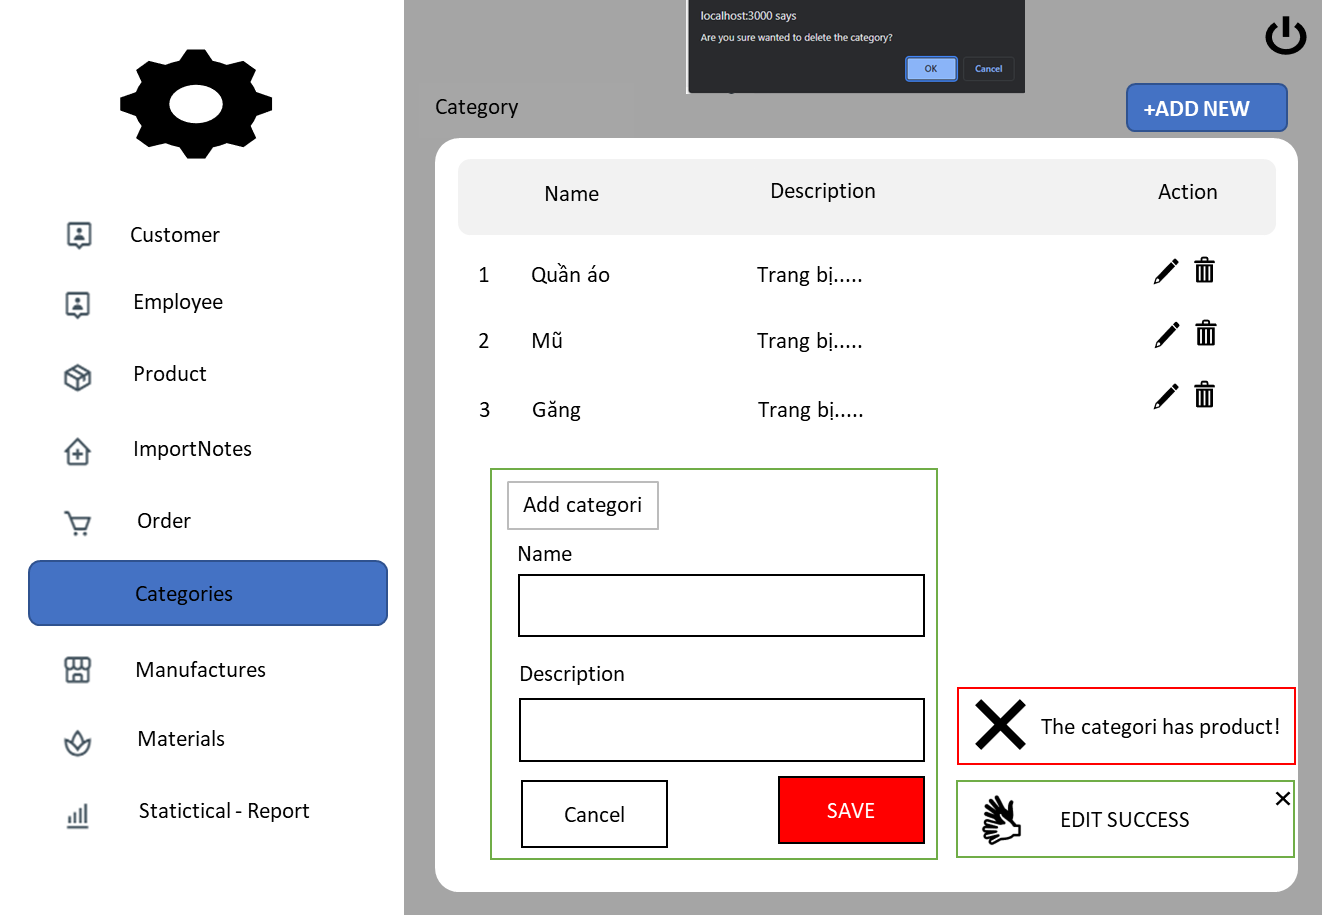 localhost:3000 says
Are you sure wanted to delete the category?
OK Cancel
Category
+ADD NEW
Name Description Action
1 Quần áo Trang bị.....
2 Mũ Trang bị.....
3 Găng Trang bị.....
Customer
Employee
Product
ImportNotes
Order
Categories
Manufactures
Materials
Statictical - Report
Add categori
Name
Description
Cancel SAVE
The categori has product!
EDIT SUCCESS